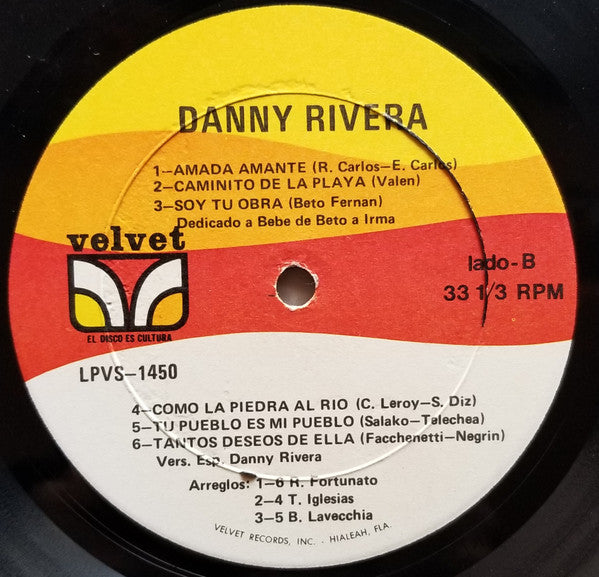 DANNY RIVERA
1—AMADA AMANTE (R. Carlos—E. Carlos)
2—CAMINITO DE LA PLAYA (Valen)
3—SOY TU OBRA (Beto Fernan)
Dedicado a Bebe de Beto a Irma
velvet
EL DISCO ES CULTURA
lado-B
33 1/3 RPM
LPVS—1450
4—COMO LA PIEDRA AL RIO (C. Leroy—S. Diz)
5—TU PUEBLO ES MI PUEBLO (Salako—Telechea)
6—TANTOS DESEOS DE ELLA (Facchenetti—Negrin)
Vers. Esp. Danny Rivera
Arreglos: 1—6 R. Fortunato
2—4 T. Iglesias
3—5 B. Lavecchia
VELVET RECORDS, INC. · HIALEAH, FLA.